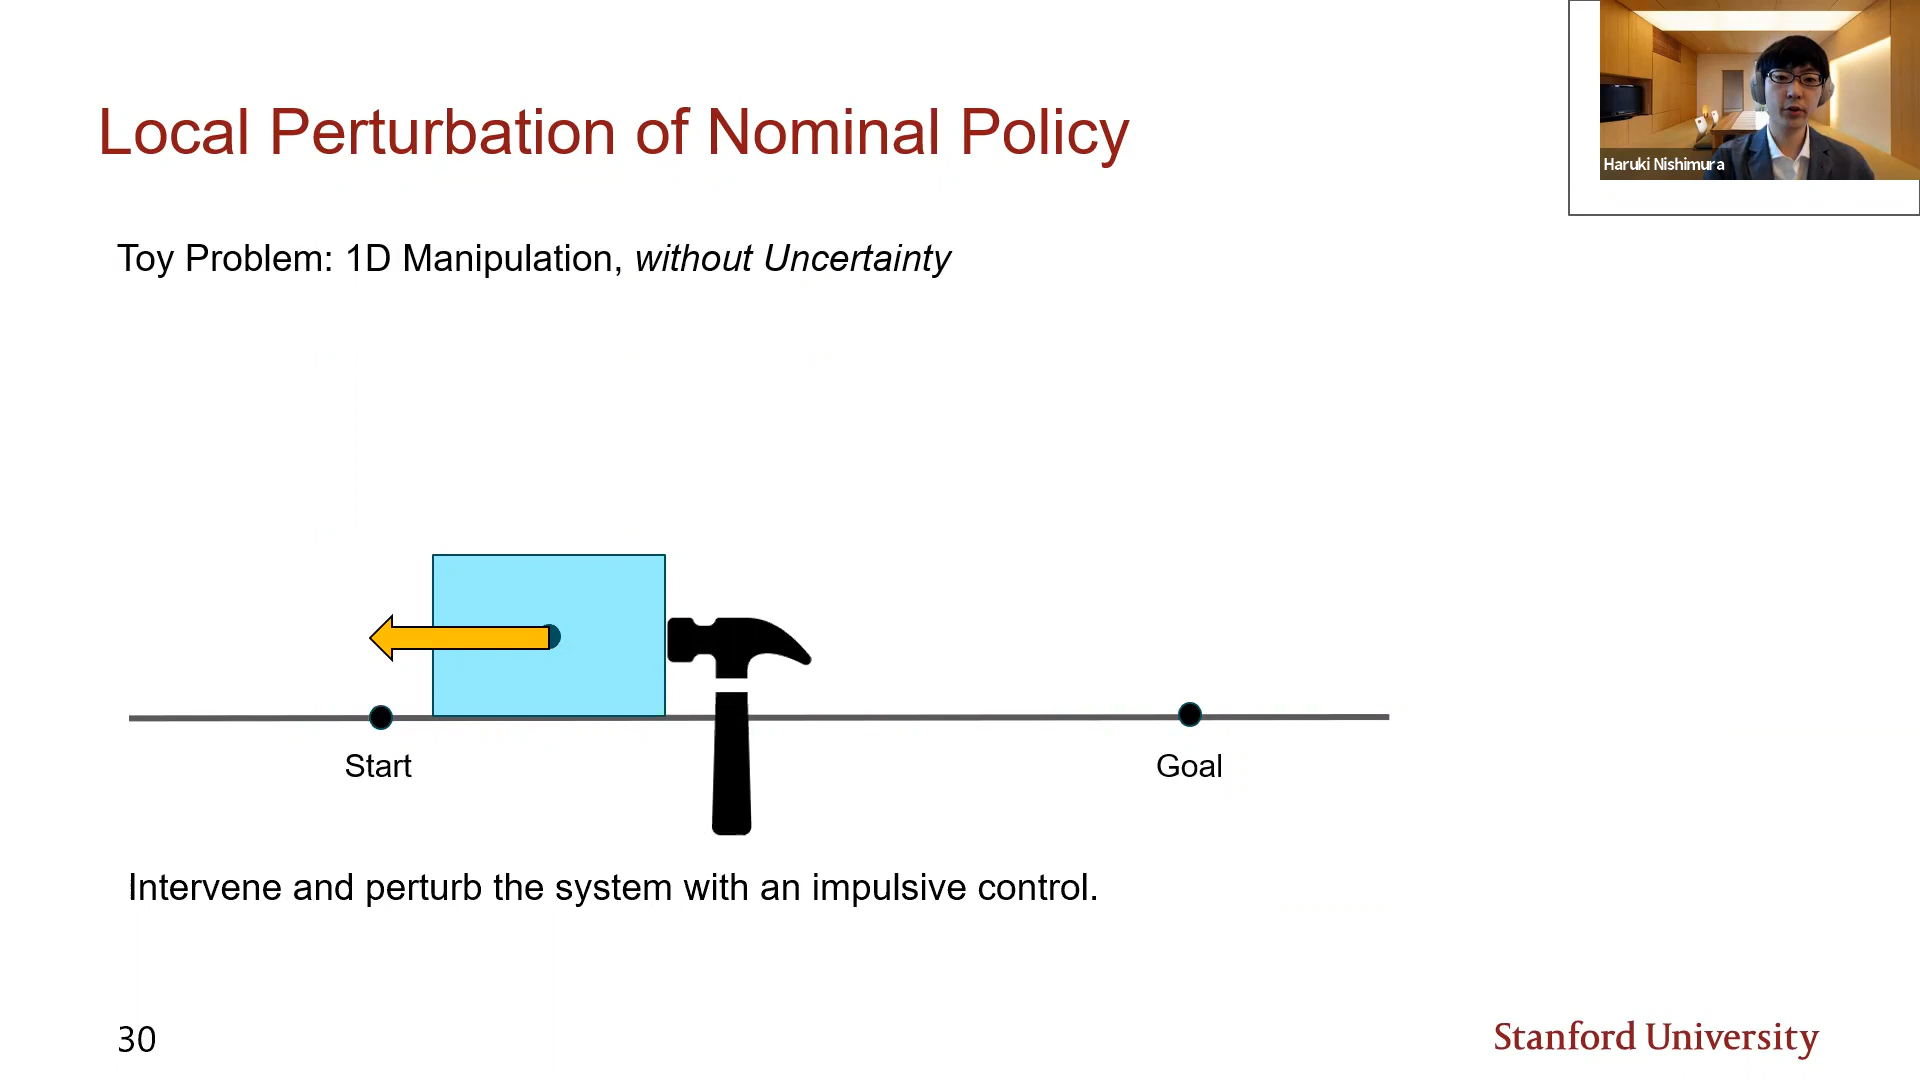 Local Perturbation of Nominal Policy
Haruki Nishimura
Toy Problem: 1D Manipulation, without Uncertainty
Start
Goal
Intervene and perturb the system with an impulsive control.
30
Stanford University